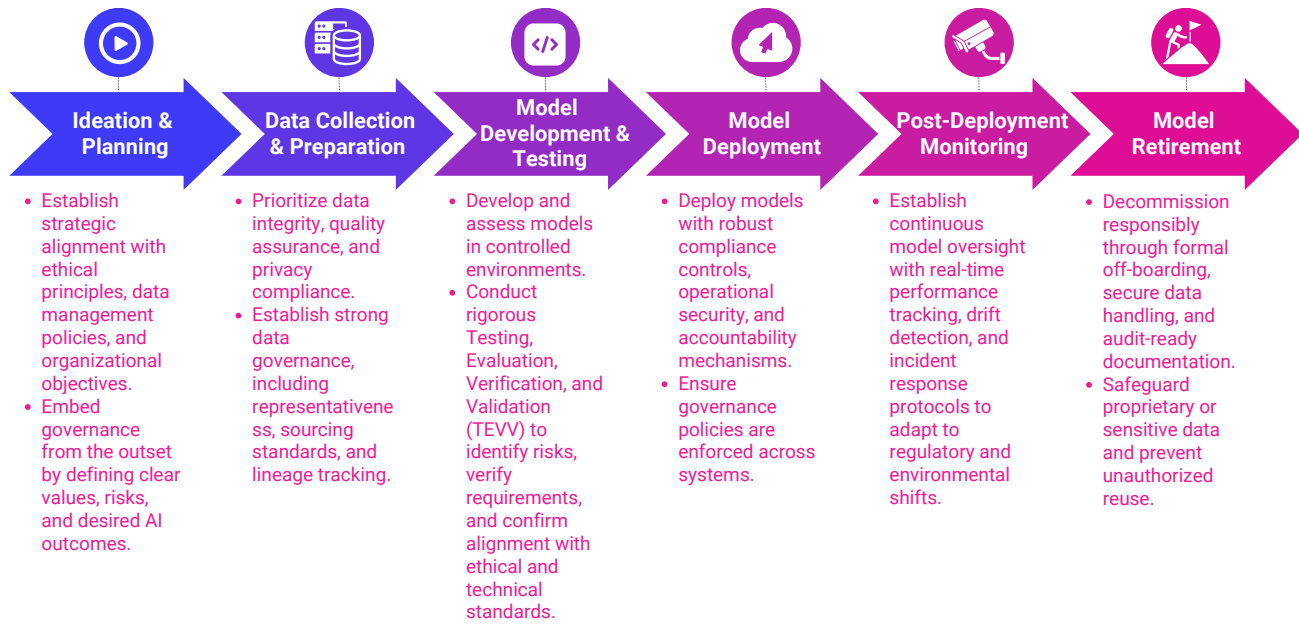 Ideation &
Planning
Data Collection
& Preparation
Model
Development &
Testing
Model
Deployment
Post-Deployment
Monitoring
Model
Retirement
• Establish
strategic
alignment with
ethical
principles, data
management
policies, and
organizational
objectives.
• Embed
governance
from the outset
by defining clear
values, risks,
and desired AI
outcomes.
• Prioritize data
integrity, quality
assurance, and
privacy
compliance.
• Establish strong
data
governance,
including
representativene
ss, sourcing
standards, and
lineage tracking.
• Develop and
assess models
in controlled
environments.
• Conduct
rigorous
Testing,
Evaluation,
Verification, and
Validation
(TEVV) to
identify risks,
verify
requirements,
and confirm
alignment with
ethical and
technical
standards.
• Deploy models
with robust
compliance
controls,
operational
security, and
accountability
mechanisms.
• Ensure
governance
policies are
enforced across
systems.
• Establish
continuous
model oversight
with real-time
performance
tracking, drift
detection, and
incident
response
protocols to
adapt to
regulatory and
environmental
shifts.
• Decommission
responsibly
through formal
off-boarding,
secure data
handling, and
audit-ready
documentation.
• Safeguard
proprietary or
sensitive data
and prevent
unauthorized
reuse.